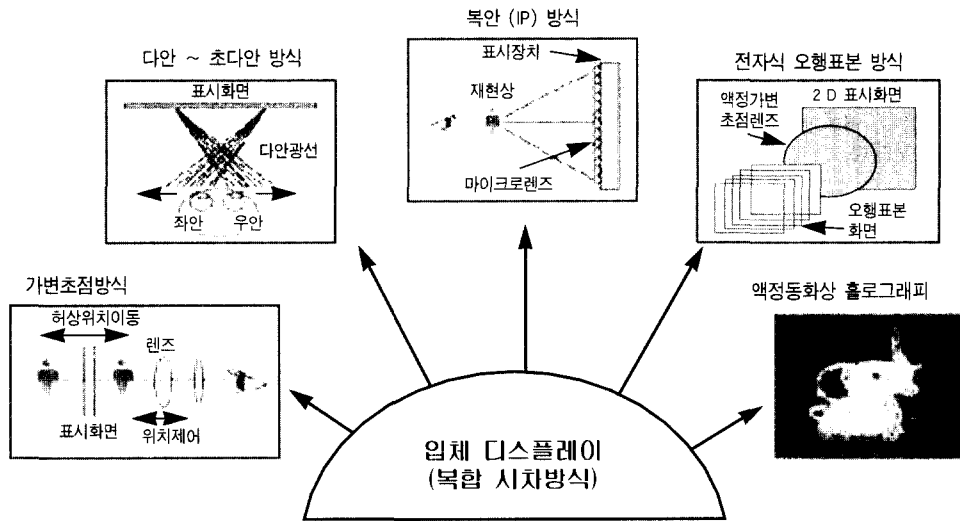 복안 (IP) 방식
표시장치
재현상
마이크로렌즈
다안 ~ 초다안 방식
표시화면
다안광선
좌안
우안
전자식 오행표본 방식
액정가변
초점렌즈
2 D 표시화면
오행표본
화면
가변초점방식
허상위치이동
렌즈
표시화면
위치제어
액정동화상 홀로그래피
입체 디스플레이
(복합 시차방식)